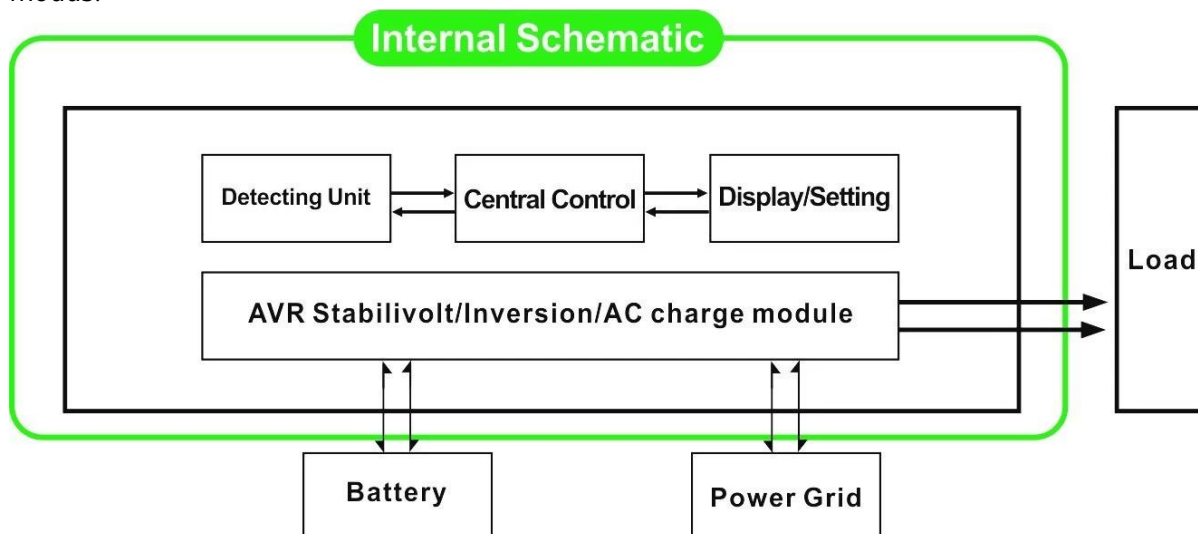 Internal Schematic
Detecting Unit
Central Control
Display/Setting
Load
AVR Stabilivolt/Inversion/AC charge module
Battery
Power Grid